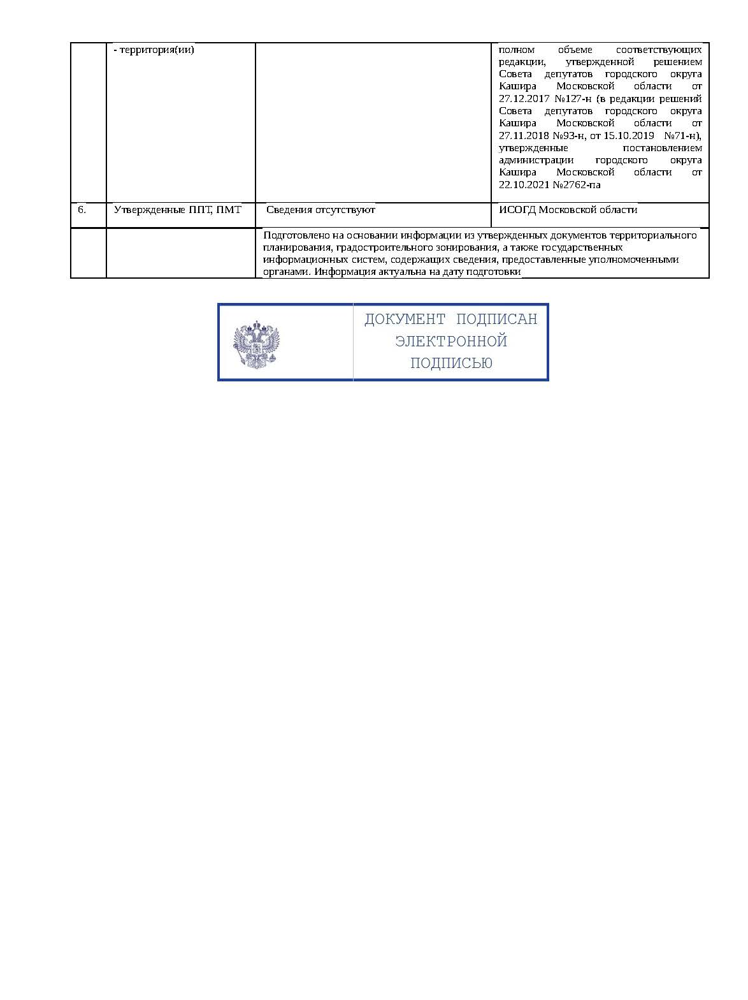 - территория(ии)
полном объеме соответствующих
редакции, утвержденной решением
Совета депутатов городского округа
Кашира Московской области от
27.12.2017 №127-н (в редакции решений
Совета депутатов городского округа
Кашира Московской области от
27.11.2018 №93-н, от 15.10.2019 №71-н),
утвержденные постановлением
администрации городского округа
Кашира Московской области от
22.10.2021 №2762-па
6. Утвержденные ППТ, ПМТ Сведения отсутствуют ИСОГД Московской области
Подготовлено на основании информации из утвержденных документов территориального
планирования, градостроительного зонирования, а также государственных
информационных систем, содержащих сведения, предоставленные уполномоченными
органами. Информация актуальна на дату подготовки
ДОКУМЕНТ ПОДПИСАН
ЭЛЕКТРОННОЙ
ПОДПИСЬЮ